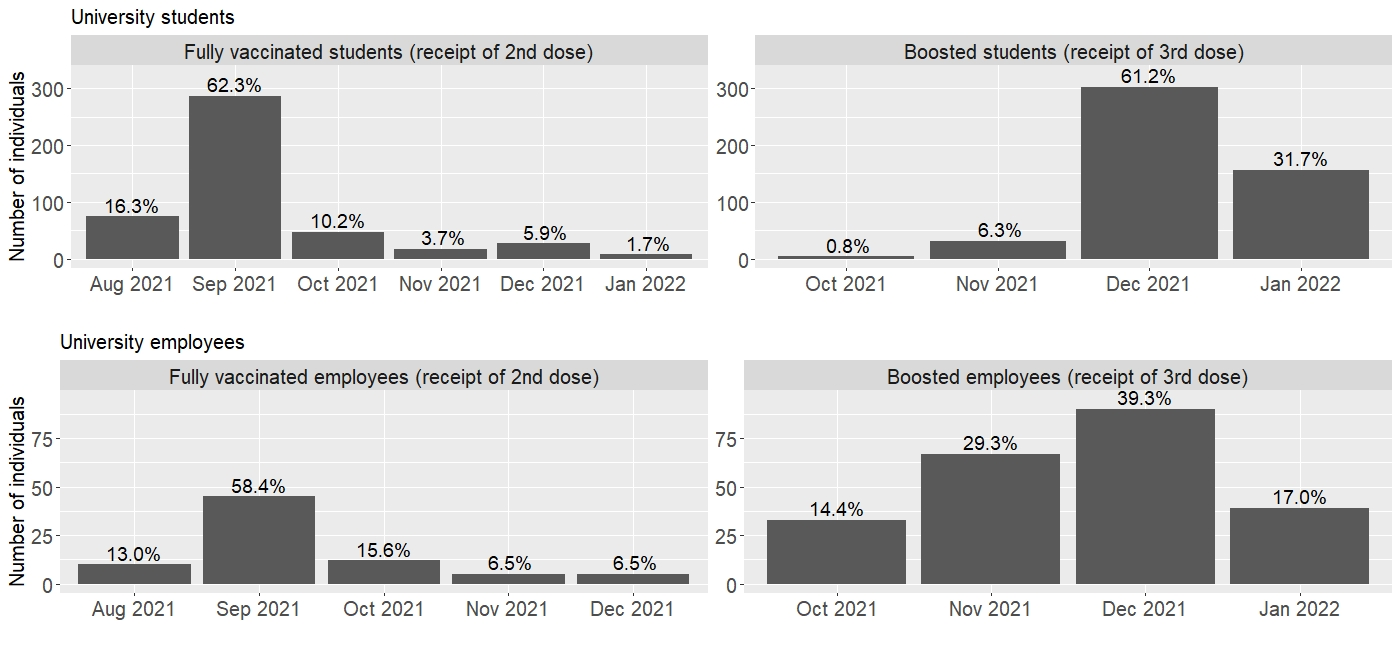 University students
Fully vaccinated students (receipt of 2nd dose)
Boosted students (receipt of 3rd dose)
Number of individuals
300
200
100
0
16.3%
62.3%
10.2%
3.7%
5.9%
1.7%
Aug 2021 Sep 2021 Oct 2021 Nov 2021 Dec 2021 Jan 2022
300
200
100
0
0.8%
6.3%
61.2%
31.7%
Oct 2021 Nov 2021 Dec 2021 Jan 2022
University employees
Fully vaccinated employees (receipt of 2nd dose)
Boosted employees (receipt of 3rd dose)
Number of individuals
75
50
25
0
13.0%
58.4%
15.6%
6.5%
6.5%
Aug 2021 Sep 2021 Oct 2021 Nov 2021 Dec 2021
75
50
25
0
14.4%
29.3%
39.3%
17.0%
Oct 2021 Nov 2021 Dec 2021 Jan 2022